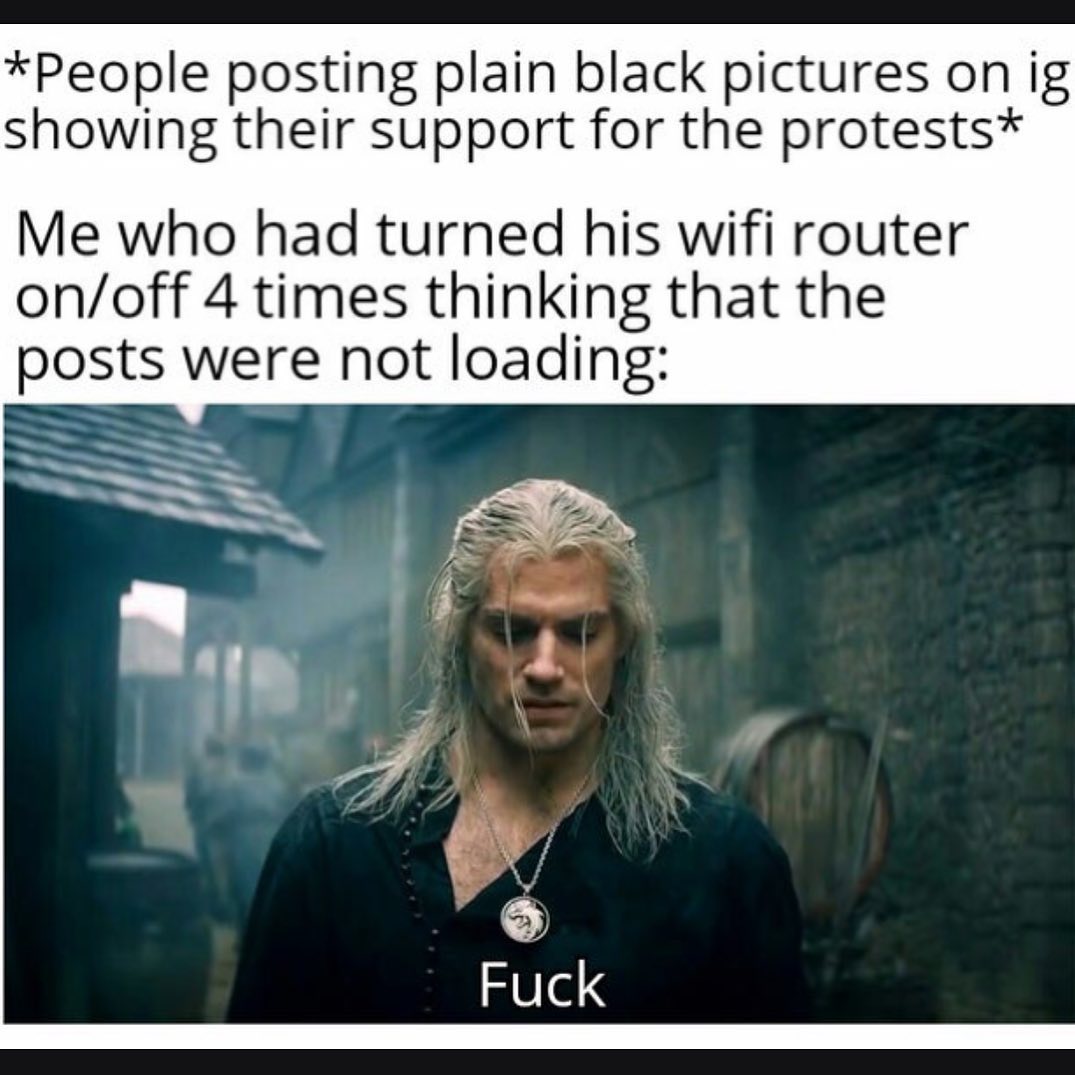 *People posting plain black pictures on ig
showing their support for the protests*
Me who had turned his wifi router
on/off 4 times thinking that the
posts were not loading:
Fuck